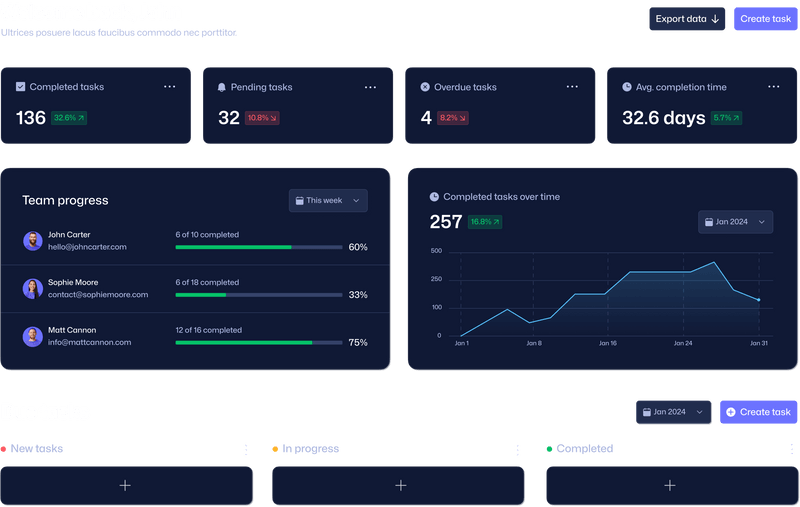 Export data
Create task
Ultrices posuere lacus faucibus commodo nec porttitor.
Completed tasks
136 32.6%
Pending tasks
32 10.8%
Overdue tasks
4 8.2%
Avg. completion time
32.6 days 5.7%
Team progress
This week
John Carter
hello@johncarter.com
6 of 10 completed
60%
Sophie Moore
contact@sophiemoore.com
6 of 18 completed
33%
Matt Cannon
info@mattcannon.com
12 of 16 completed
75%
Completed tasks over time
257 16.8%
Jan 2024
500
250
100
0
Jan 1
Jan 8
Jan 16
Jan 24
Jan 31
Jan 2024
Create task
New tasks
In progress
Completed